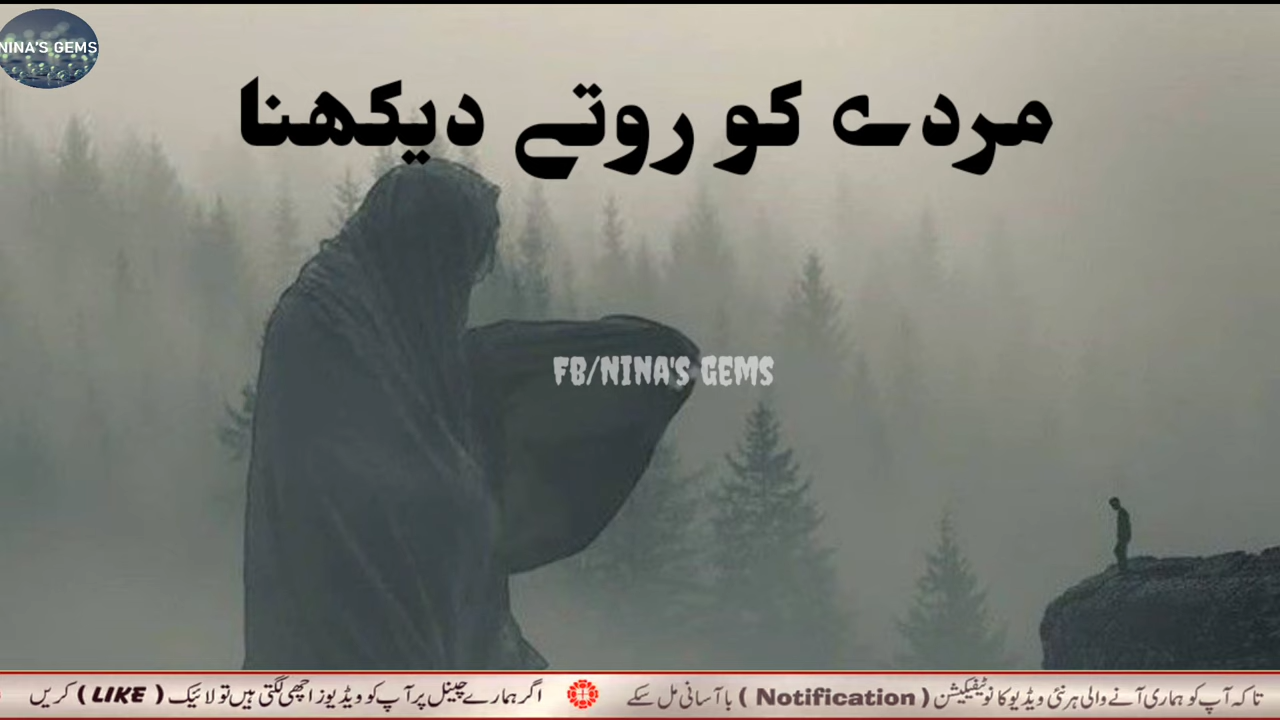 NINA'S GEMS
مردے کو روتے دیکھنا
FB/NINA'S GEMS
تاکہ آپ کو ہماری آنے والی ہر نئی ویڈیو کا نوٹیفیکیشن ( Notification ) با آسانی مل سکے
اگر ہمارے چینل پر آپ کو ویڈیوز اچھی لگتی ہیں تو لائیک ( LIKE ) کریں